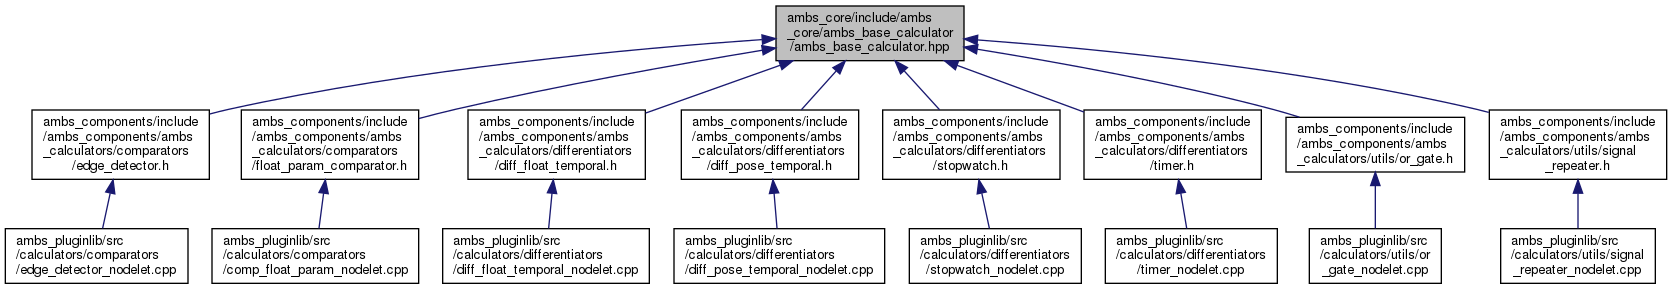 ambs_core/include/ambs
_core/ambs_base_calculator
/ambs_base_calculator.hpp
ambs_components/include
/ambs_components/ambs
_calculators/comparators
/edge_detector.h
ambs_components/include
/ambs_components/ambs
_calculators/comparators
/float_param_comparator.h
ambs_components/include
/ambs_components/ambs
_calculators/differentiators
/diff_float_temporal.h
ambs_components/include
/ambs_components/ambs
_calculators/differentiators
/diff_pose_temporal.h
ambs_components/include
/ambs_components/ambs
_calculators/differentiators
/stopwatch.h
ambs_components/include
/ambs_components/ambs
_calculators/differentiators
/timer.h
ambs_components/include
/ambs_components/ambs
_calculators/utils/or_gate.h
ambs_components/include
/ambs_components/ambs
_calculators/utils/signal
_repeater.h
ambs_pluginlib/src
/calculators/comparators
/edge_detector_nodelet.cpp
ambs_pluginlib/src
/calculators/comparators
/comp_float_param_nodelet.cpp
ambs_pluginlib/src
/calculators/differentiators
/diff_float_temporal_nodelet.cpp
ambs_pluginlib/src
/calculators/differentiators
/diff_pose_temporal_nodelet.cpp
ambs_pluginlib/src
/calculators/differentiators
/stopwatch_nodelet.cpp
ambs_pluginlib/src
/calculators/differentiators
/timer_nodelet.cpp
ambs_pluginlib/src
/calculators/utils/or
_gate_nodelet.cpp
ambs_pluginlib/src
/calculators/utils/signal
_repeater_nodelet.cpp